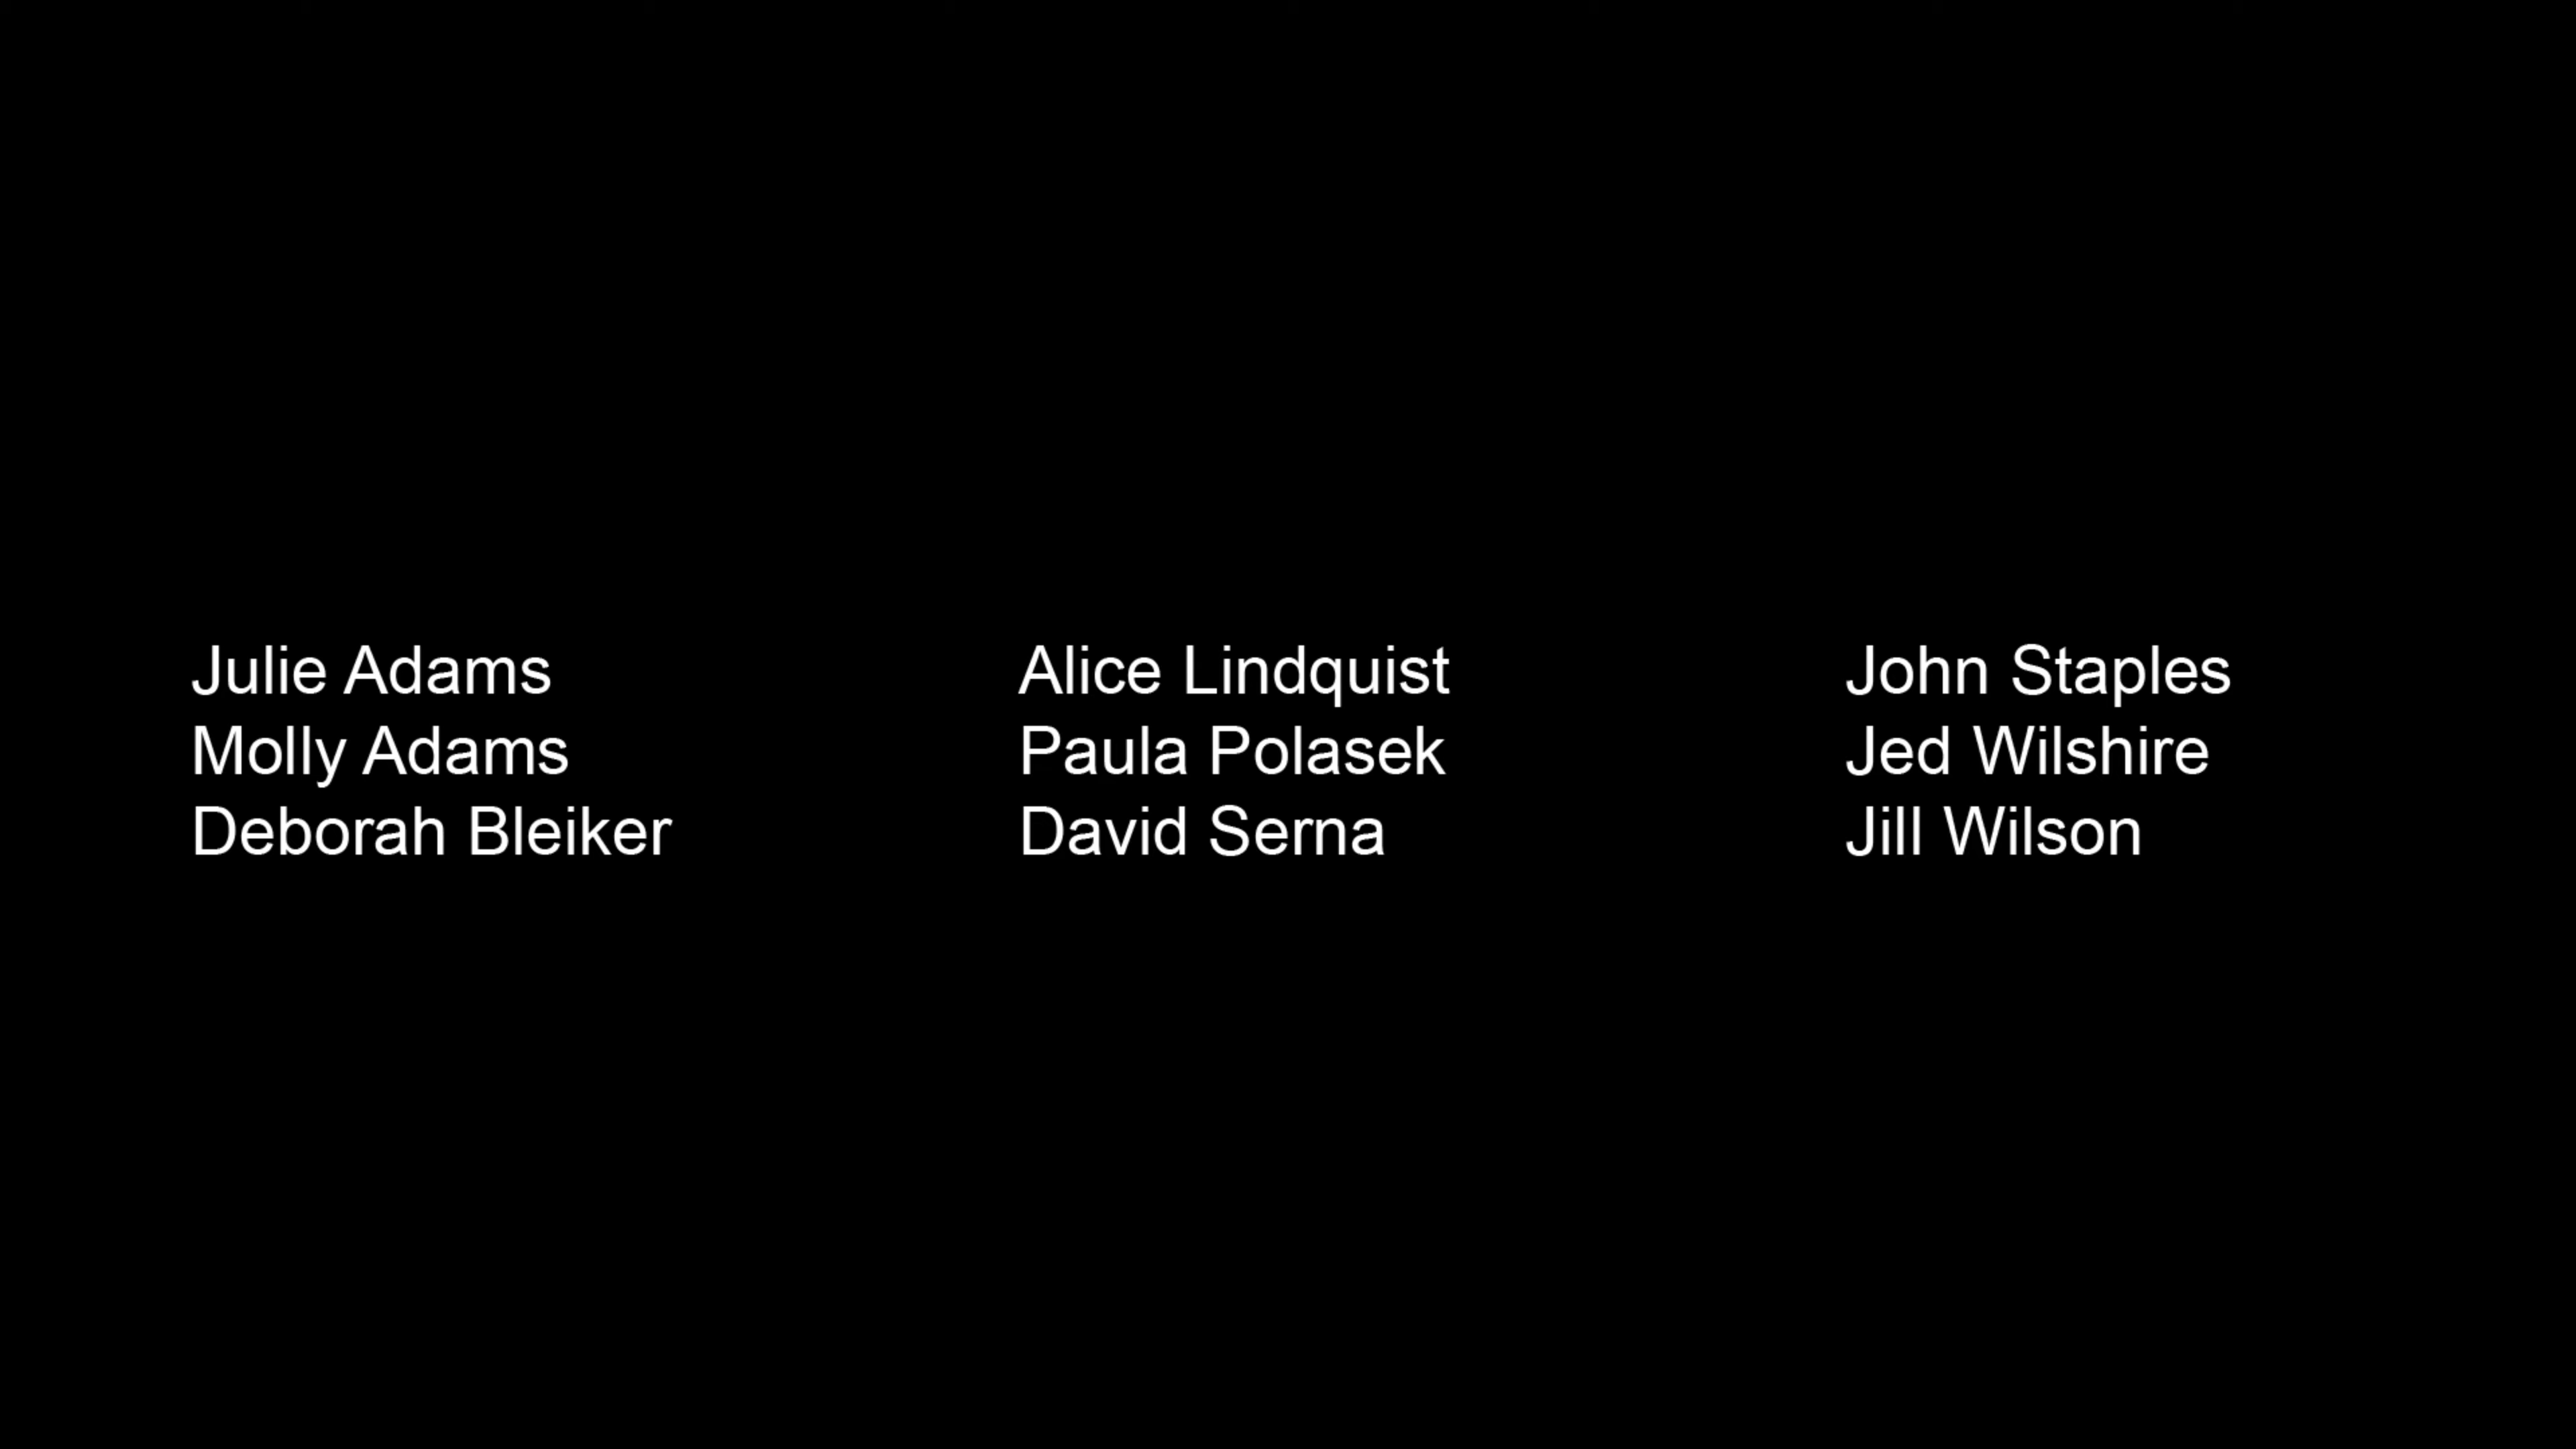 Julie Adams
Molly Adams
Deborah Bleiker
Alice Lindquist
Paula Polasek
David Serna
John Staples
Jed Wilshire
Jill Wilson